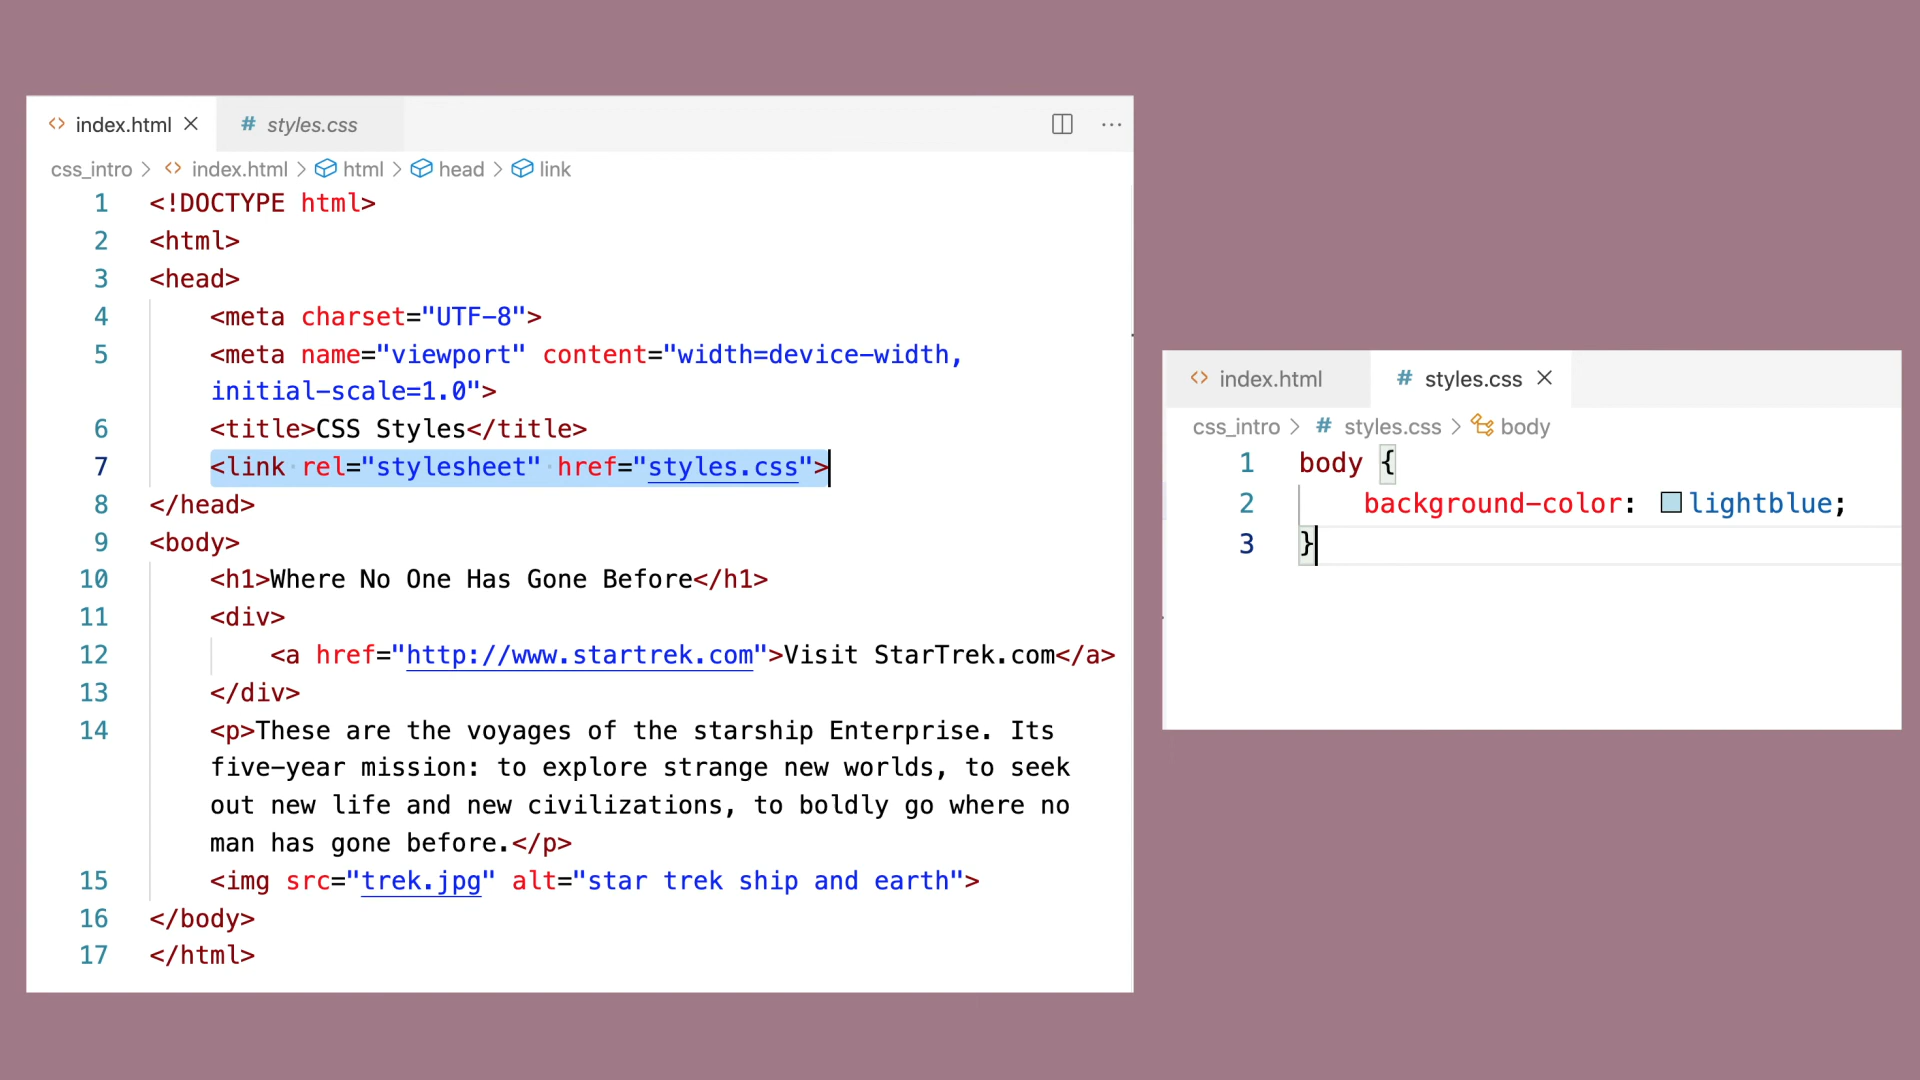 index.html
# styles.css
css_intro > index.html > html > head > link
1 <!DOCTYPE html>
2 <html>
3 <head>
4 <meta charset="UTF-8">
5 <meta name="viewport" content="width=device-width,
initial-scale=1.0">
6 <title>CSS Styles</title>
7 <link rel="stylesheet" href="styles.css">
8 </head>
9 <body>
10 <h1>Where No One Has Gone Before</h1>
11 <div>
12 <a href="http://www.startrek.com">Visit StarTrek.com</a>
13 </div>
14 <p>These are the voyages of the starship Enterprise. Its
five-year mission: to explore strange new worlds, to seek
out new life and new civilizations, to boldly go where no
man has gone before.</p>
15 <img src="trek.jpg" alt="star trek ship and earth">
16 </body>
17 </html>
index.html
# styles.css
css_intro > # styles.css > body
1 body {
2 background-color: lightblue;
3 }